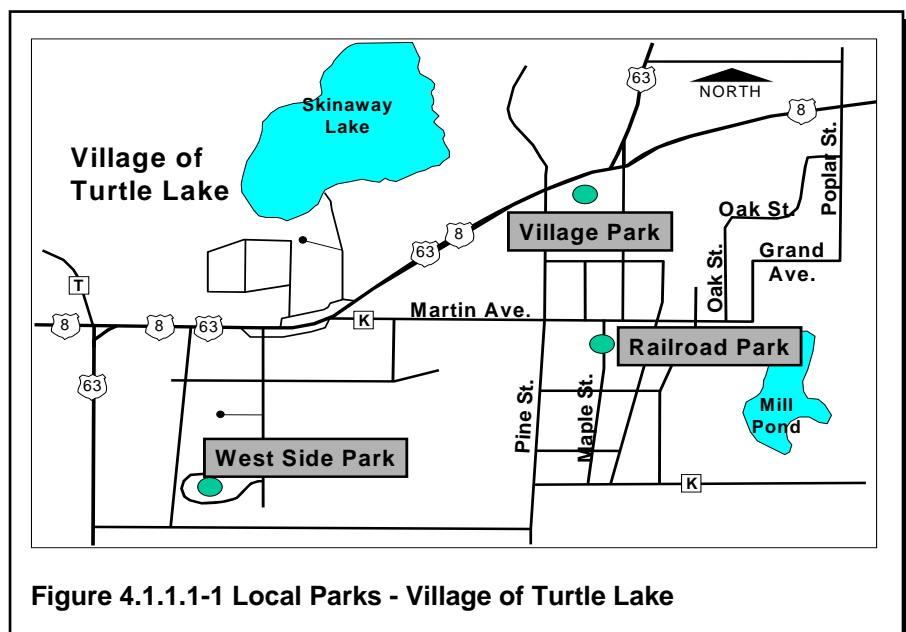 63
NORTH
8
Skinaway
Lake
Village of
Turtle Lake
Poplar St.
Oak St.
Village Park
8
63
Grand
Ave.
Oak St.
T
Martin Ave.
K
8
8
63
Railroad Park
63
Pine St.
Maple St.
Mill
Pond
West Side Park
K
Figure 4.1.1.1-1 Local Parks - Village of Turtle Lake